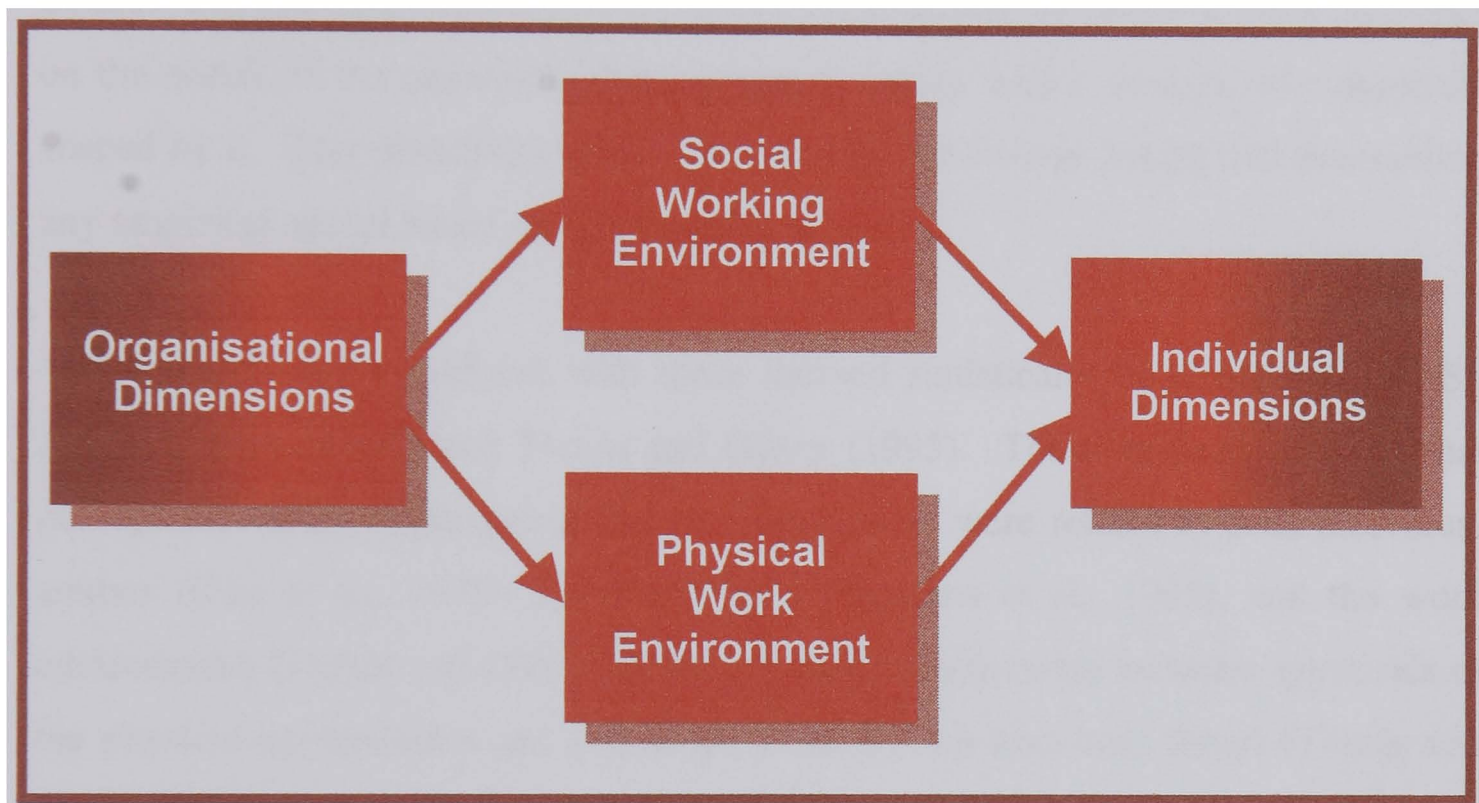 Social
Working
Environment
Organisational
Dimensions
Individual
Dimensions
Physical
Work
Environment